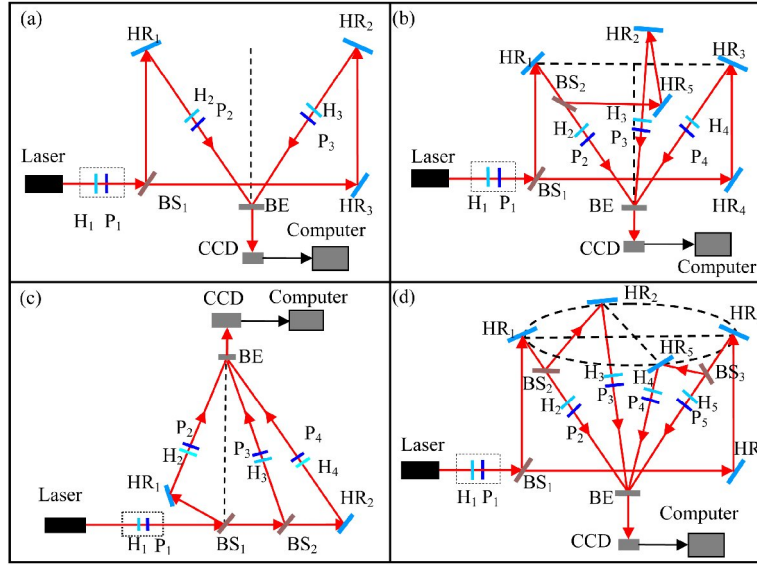 (a)
HR1
HR2
H2
P2
H3
P3
Laser
H1 P1
BS1
BE
HR3
CCD
Computer
(b)
HR1
HR2
HR3
BS2
HR5
H2
P2
H3
P3
H4
P4
Laser
H1 P1
BS1
BE
HR4
CCD
Computer
(c)
CCD
Computer
BE
P2
H2
P3
H3
P4
H4
HR1
HR2
Laser
H1 P1
BS1
BS2
(d)
HR1
HR2
HR3
HR5
BS2
BS3
H2
P2
H3
P3
H4
P4
H5
P5
Laser
H1 P1
BS1
BE
HR
CCD
Computer